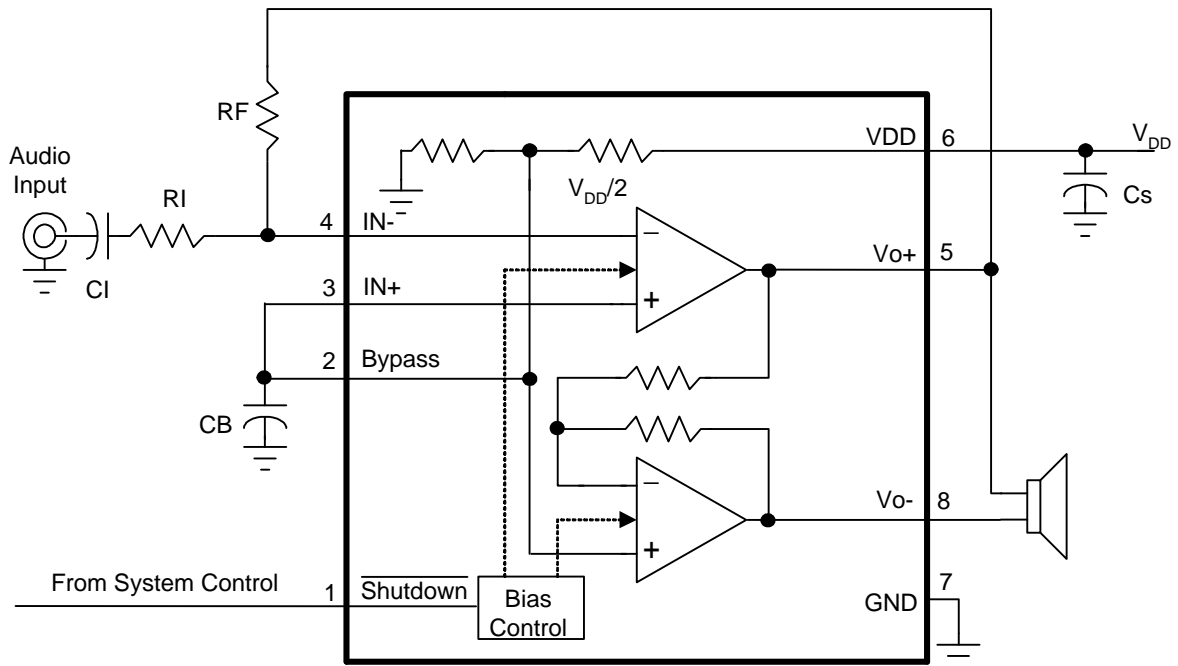 RF
VDD
6
V_DD
Audio
Input
RI
V_DD/2
Cs
4
IN-
−
Vo+
5
CI
3
IN+
+
2
Bypass
CB
−
Vo-
8
+
From System Control
1
Shutdown
Bias
Control
7
GND